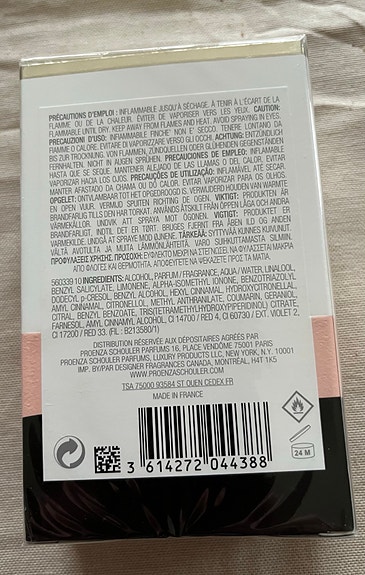 PRÉCAUTIONS D'EMPLOI : INFLAMMABLE JUSQU'À SÉCHAGE. À TENIR À L'ÉCART DE LA
FLAMME OU DE LA CHALEUR. ÉVITER DE VAPORISER VERS LES YEUX. CAUTION:
FLAMMABLE UNTIL DRY. KEEP AWAY FROM FLAMES AND HEAT. AVOID SPRAYING IN EYES.
PRECAUZIONI D'USO: INFIAMMABILE FINCHE' NON E' SECCO. TENERE LONTANO DA
FIAMME O CALORE. EVITARE DI VAPORIZZARE VERSO GLI OCCHI. ACHTUNG: ENTZÜNDLICH
BIS ZUR TROCKNUNG. VON FLAMMEN, ZUNDQUELLEN ODER GLÜHENDEN GEGENSTÄNDEN
FERNHALTEN. NICHT IN AUGEN SPRÜHEN. PRECAUCIONES DE EMPLEO: INFLAMABLE
HASTA QUE SE SEQUE. MANTENER ALEJADO DE LAS LLAMAS O DEL CALOR. EVITAR
VAPORIZAR HACIA LOS OJOS. PRECAUÇÕES DE UTILIZAÇÃO: INFLAMÁVEL ATÉ SECAR.
MANTER AFASTADO DA CHAMA OU DO CALOR. EVITAR VAPORIZAR PARA OS OLHOS.
OPGELET: ONTVLAMBAAR TOT HET OPGEDROOGD IS. VERWIJDERD HOUDEN VAN WARMTE
EN OPEN VUUR. VERMIJD SPUITEN RICHTING DE OGEN. VIKTIGT: PRODUKTEN ÄR
BRANDFARLIG TILLS DEN HAR TORKAT. ANVÄNDS ÅTSKILJT FRÅN ÖPPEN LÅGA OCH ANDRA
VÄRMEKÄLLOR. UNDVIK ATT SPRAYA MOT ÖGONEN. VIGTIGT: PRODUKTET ER
BRANDFARLIGT, INDTIL DET ER TØRT. BRUGES FJERNT FRA ÅBEN ILD OG ANDEN
VARMEKILDE. UNDGÅ AT SPRAYE MOD ØJNENE. TÄRKEÄÄ: SYTTYVÄÄ KUNNES KUIVUNUT.
VÄLTÄ AVOTULTA JA MUITA LÄMMÖNLÄHTEITÄ. VARO SUIHKUTTAMASTA SILMIIN.
ΠΡΟΦΥΛΑΞΕΙΣ ΧΡΗΣΗΣ. ΠΡΟΣΟΧΗ: ΕΥΦΛΕΚΤΟ ΜΕΧΡΙ ΝΑ ΣΤΕΓΝΩΣΕΙ. ΝΑ ΦΥΛΑΣΣΕΤΑΙ ΜΑΚΡΙΑ
ΑΠΟ ΦΛΟΓΕΣ ΚΑΙ ΘΕΡΜΟΤΗΤΑ. ΑΠΟΦΥΓΕΤΕ ΝΑ ΨΕΚΑΣΕΤΕ ΠΡΟΣ ΤΑ ΜΑΤΙΑ.
560339 10 INGREDIENTS: ALCOHOL, PARFUM / FRAGRANCE, AQUA / WATER, LINALOOL,
BENZYL SALICYLATE, LIMONENE, ALPHA-ISOMETHYL IONONE, BENZOTRIAZOLYL
DODECYL p-CRESOL, BENZYL ALCOHOL, HEXYL CINNAMAL, HYDROXYCITRONELLAL,
AMYL CINNAMAL, CITRONELLOL, METHYL ANTHRANILATE, COUMARIN, GERANIOL,
CITRAL, BENZYL BENZOATE, TRIS(TETRAMETHYLHYDROXYPIPERIDINOL) CITRATE,
FARNESOL, AMYL CINNAMYL ALCOHOL, CI 14700 / RED 4, CI 60730 / EXT. VIOLET 2,
CI 17200 / RED 33. (FIL : B213580/1)
DISTRIBUTION RÉSERVÉE AUX DÉPOSITAIRES AGRÉÉS PAR
PROENZA SCHOULER PARFUMS 16, PLACE VENDÔME 75001 PARIS
PROENZA SCHOULER PARFUMS, LUXURY PRODUCTS LLC, NEW YORK, N.Y. 10001
IMP. BY/PAR DESIGNER FRAGRANCES CANADA, MONTRÉAL, H4T 1K5
WWW.PROENZASCHOULER.COM
TSA 75000 93584 ST OUEN CEDEX FR
MADE IN FRANCE
24 M
3 614272 044388